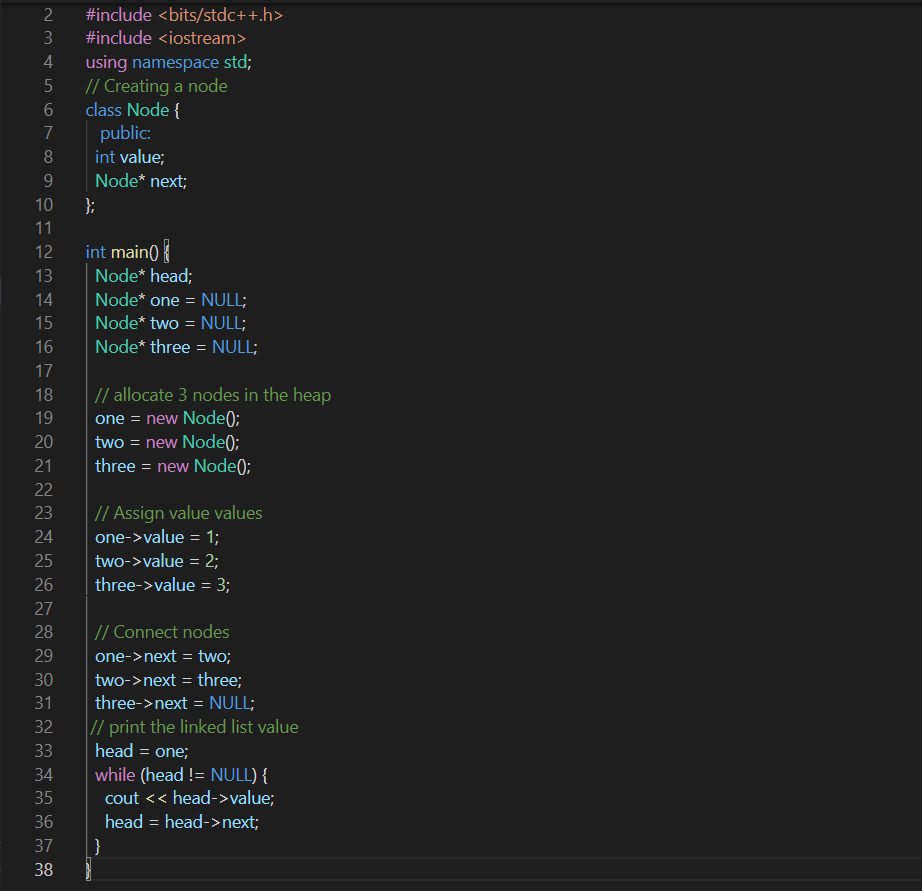 2 #include <bits/stdc++.h>
3 #include <iostream>
4 using namespace std;
5 // Creating a node
6 class Node {
7 public:
8 int value;
9 Node* next;
10 };
11
12 int main() {
13 Node* head;
14 Node* one = NULL;
15 Node* two = NULL;
16 Node* three = NULL;
17
18 // allocate 3 nodes in the heap
19 one = new Node();
20 two = new Node();
21 three = new Node();
22
23 // Assign value values
24 one->value = 1;
25 two->value = 2;
26 three->value = 3;
27
28 // Connect nodes
29 one->next = two;
30 two->next = three;
31 three->next = NULL;
32 // print the linked list value
33 head = one;
34 while (head != NULL) {
35 cout << head->value;
36 head = head->next;
37 }
38 }